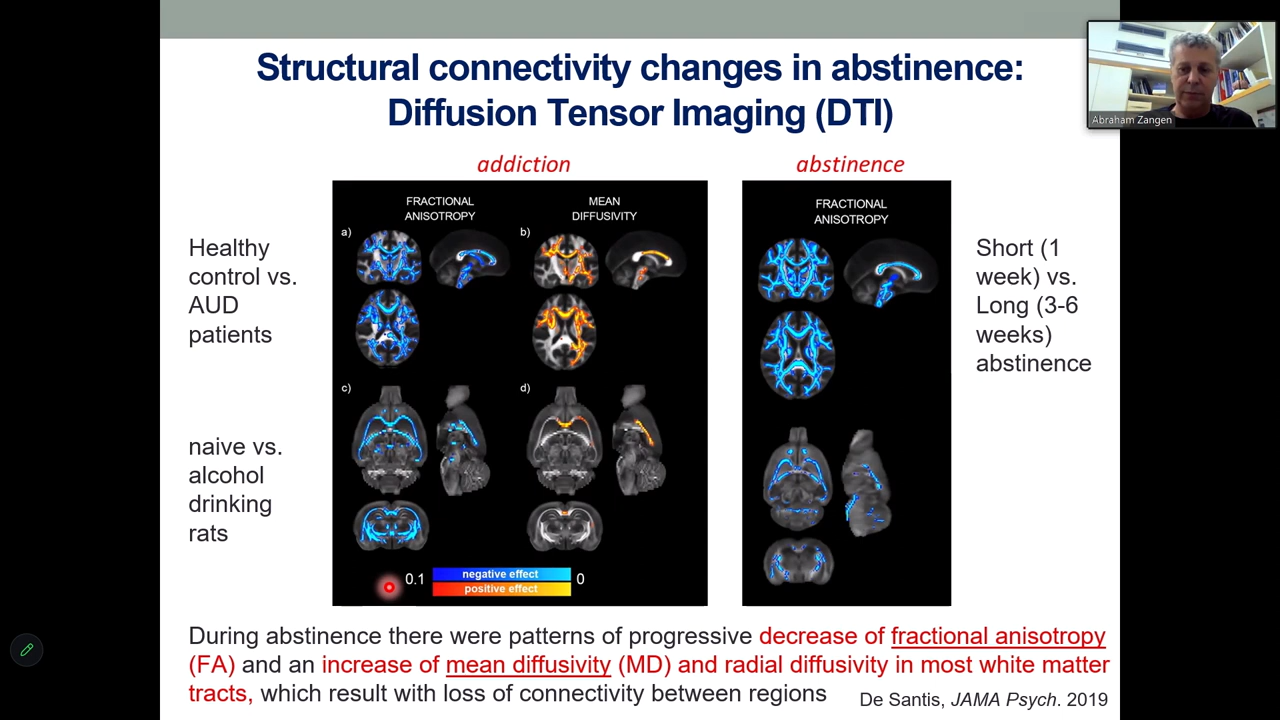 Structural connectivity changes in abstinence:
Diffusion Tensor Imaging (DTI)
Abraham Zangen
addiction
abstinence
FRACTIONAL
ANISOTROPY
MEAN
DIFFUSIVITY
FRACTIONAL
ANISOTROPY
a)
b)
Healthy
control vs.
AUD
patients
Short (1
week) vs.
Long (3-6
weeks)
abstinence
c)
d)
naive vs.
alcohol
drinking
rats
0.1
negative effect
positive effect
0
During abstinence there were patterns of progressive decrease of fractional anisotropy
(FA) and an increase of mean diffusivity (MD) and radial diffusivity in most white matter
tracts, which result with loss of connectivity between regions
De Santis, JAMA Psych. 2019